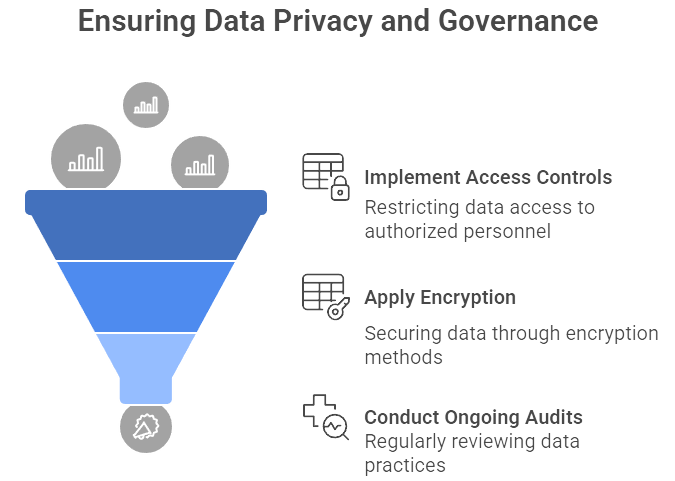 Ensuring Data Privacy and Governance
Implement Access Controls
Restricting data access to
authorized personnel
Apply Encryption
Securing data through encryption
methods
Conduct Ongoing Audits
Regularly reviewing data
practices